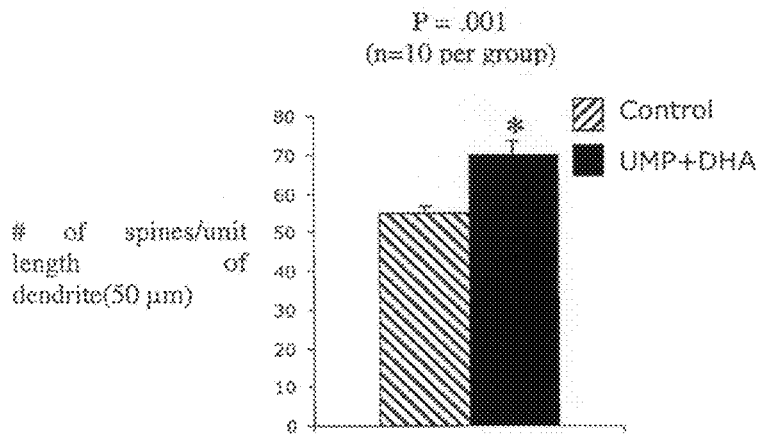 P = .001
(n=10 per group)
80
70
60
50
40
30
20
10
0
*
Control
UMP+DHA
# of spines/unit
length of
dendrite(50 µm)